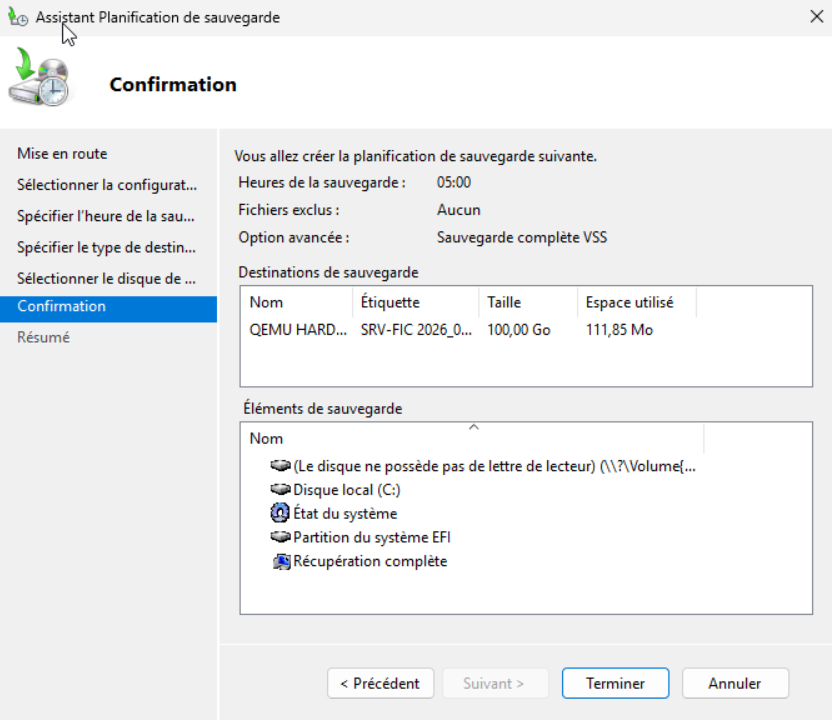 Assistant Planification de sauvegarde
Confirmation
Mise en route
Sélectionner la configurat...
Spécifier l'heure de la sau...
Spécifier le type de destin...
Sélectionner le disque de ...
Confirmation
Résumé
Vous allez créer la planification de sauvegarde suivante.
Heures de la sauvegarde : 05:00
Fichiers exclus : Aucun
Option avancée : Sauvegarde complète VSS
Destinations de sauvegarde
Nom Étiquette Taille Espace utilisé
QEMU HARD... SRV-FIC 2026_0... 100,00 Go 111,85 Mo
Éléments de sauvegarde
Nom
(Le disque ne possède pas de lettre de lecteur) (\\?\Volume{...
Disque local (C:)
État du système
Partition du système EFI
Récupération complète
< Précédent Suivant > Terminer Annuler